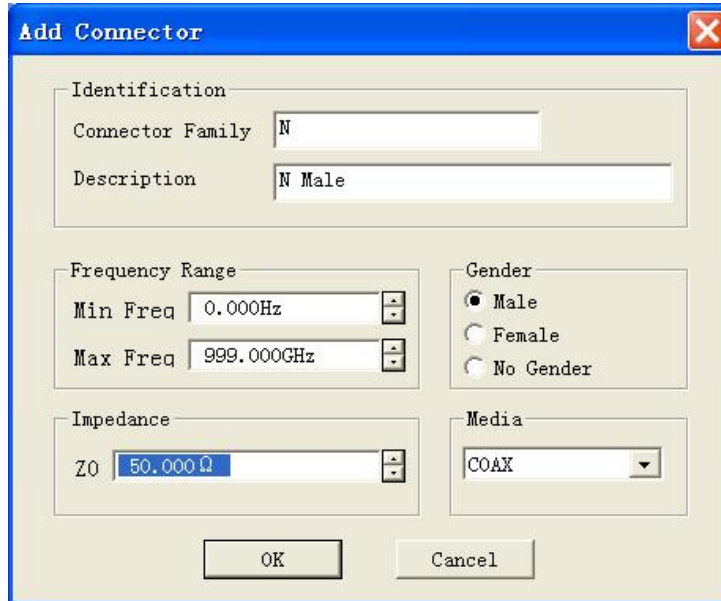 Add Connector
Identification
Connector Family N
Description N Male
Frequency Range
Min Freq 0.000Hz
Max Freq 999.000GHz
Gender
Male
Female
No Gender
Impedance
Z0 50.000Ω
Media
COAX
OK Cancel